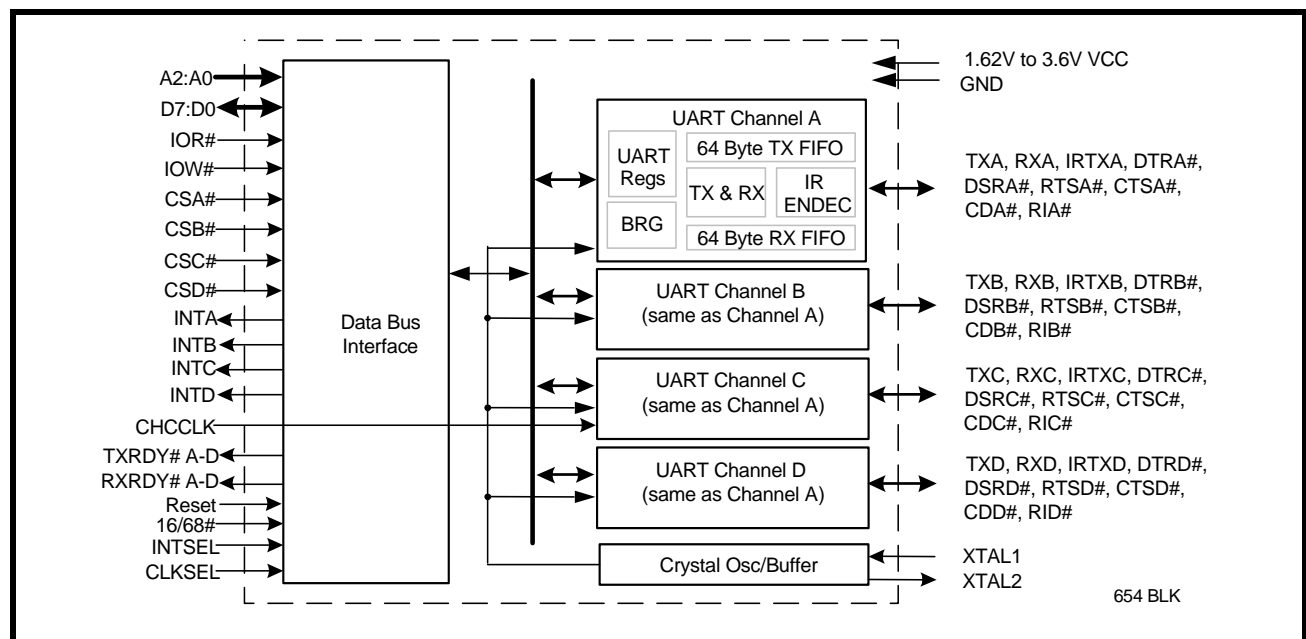 A2:A0
D7:D0
IOR#
IOW#
CSA#
CSB#
CSC#
CSD#
INTA
INTB
INTC
INTD
CHCCLK
TXRDY# A-D
RXRDY# A-D
Reset
16/68#
INTSEL
CLKSEL
Data Bus
Interface
UART Channel A
UART
Regs
64 Byte TX FIFO
TX & RX
IR
ENDEC
BRG
64 Byte RX FIFO
UART Channel B
(same as Channel A)
UART Channel C
(same as Channel A)
UART Channel D
(same as Channel A)
Crystal Osc/Buffer
1.62V to 3.6V VCC
GND
TXA, RXA, IRTXA, DTRA#,
DSRA#, RTSA#, CTSA#,
CDA#, RIA#
TXB, RXB, IRTXB, DTRB#,
DSRB#, RTSB#, CTSB#,
CDB#, RIB#
TXC, RXC, IRTXC, DTRC#,
DSRC#, RTSC#, CTSC#,
CDC#, RIC#
TXD, RXD, IRTXD, DTRD#,
DSRD#, RTSD#, CTSD#,
CDD#, RID#
XTAL1
XTAL2
654 BLK